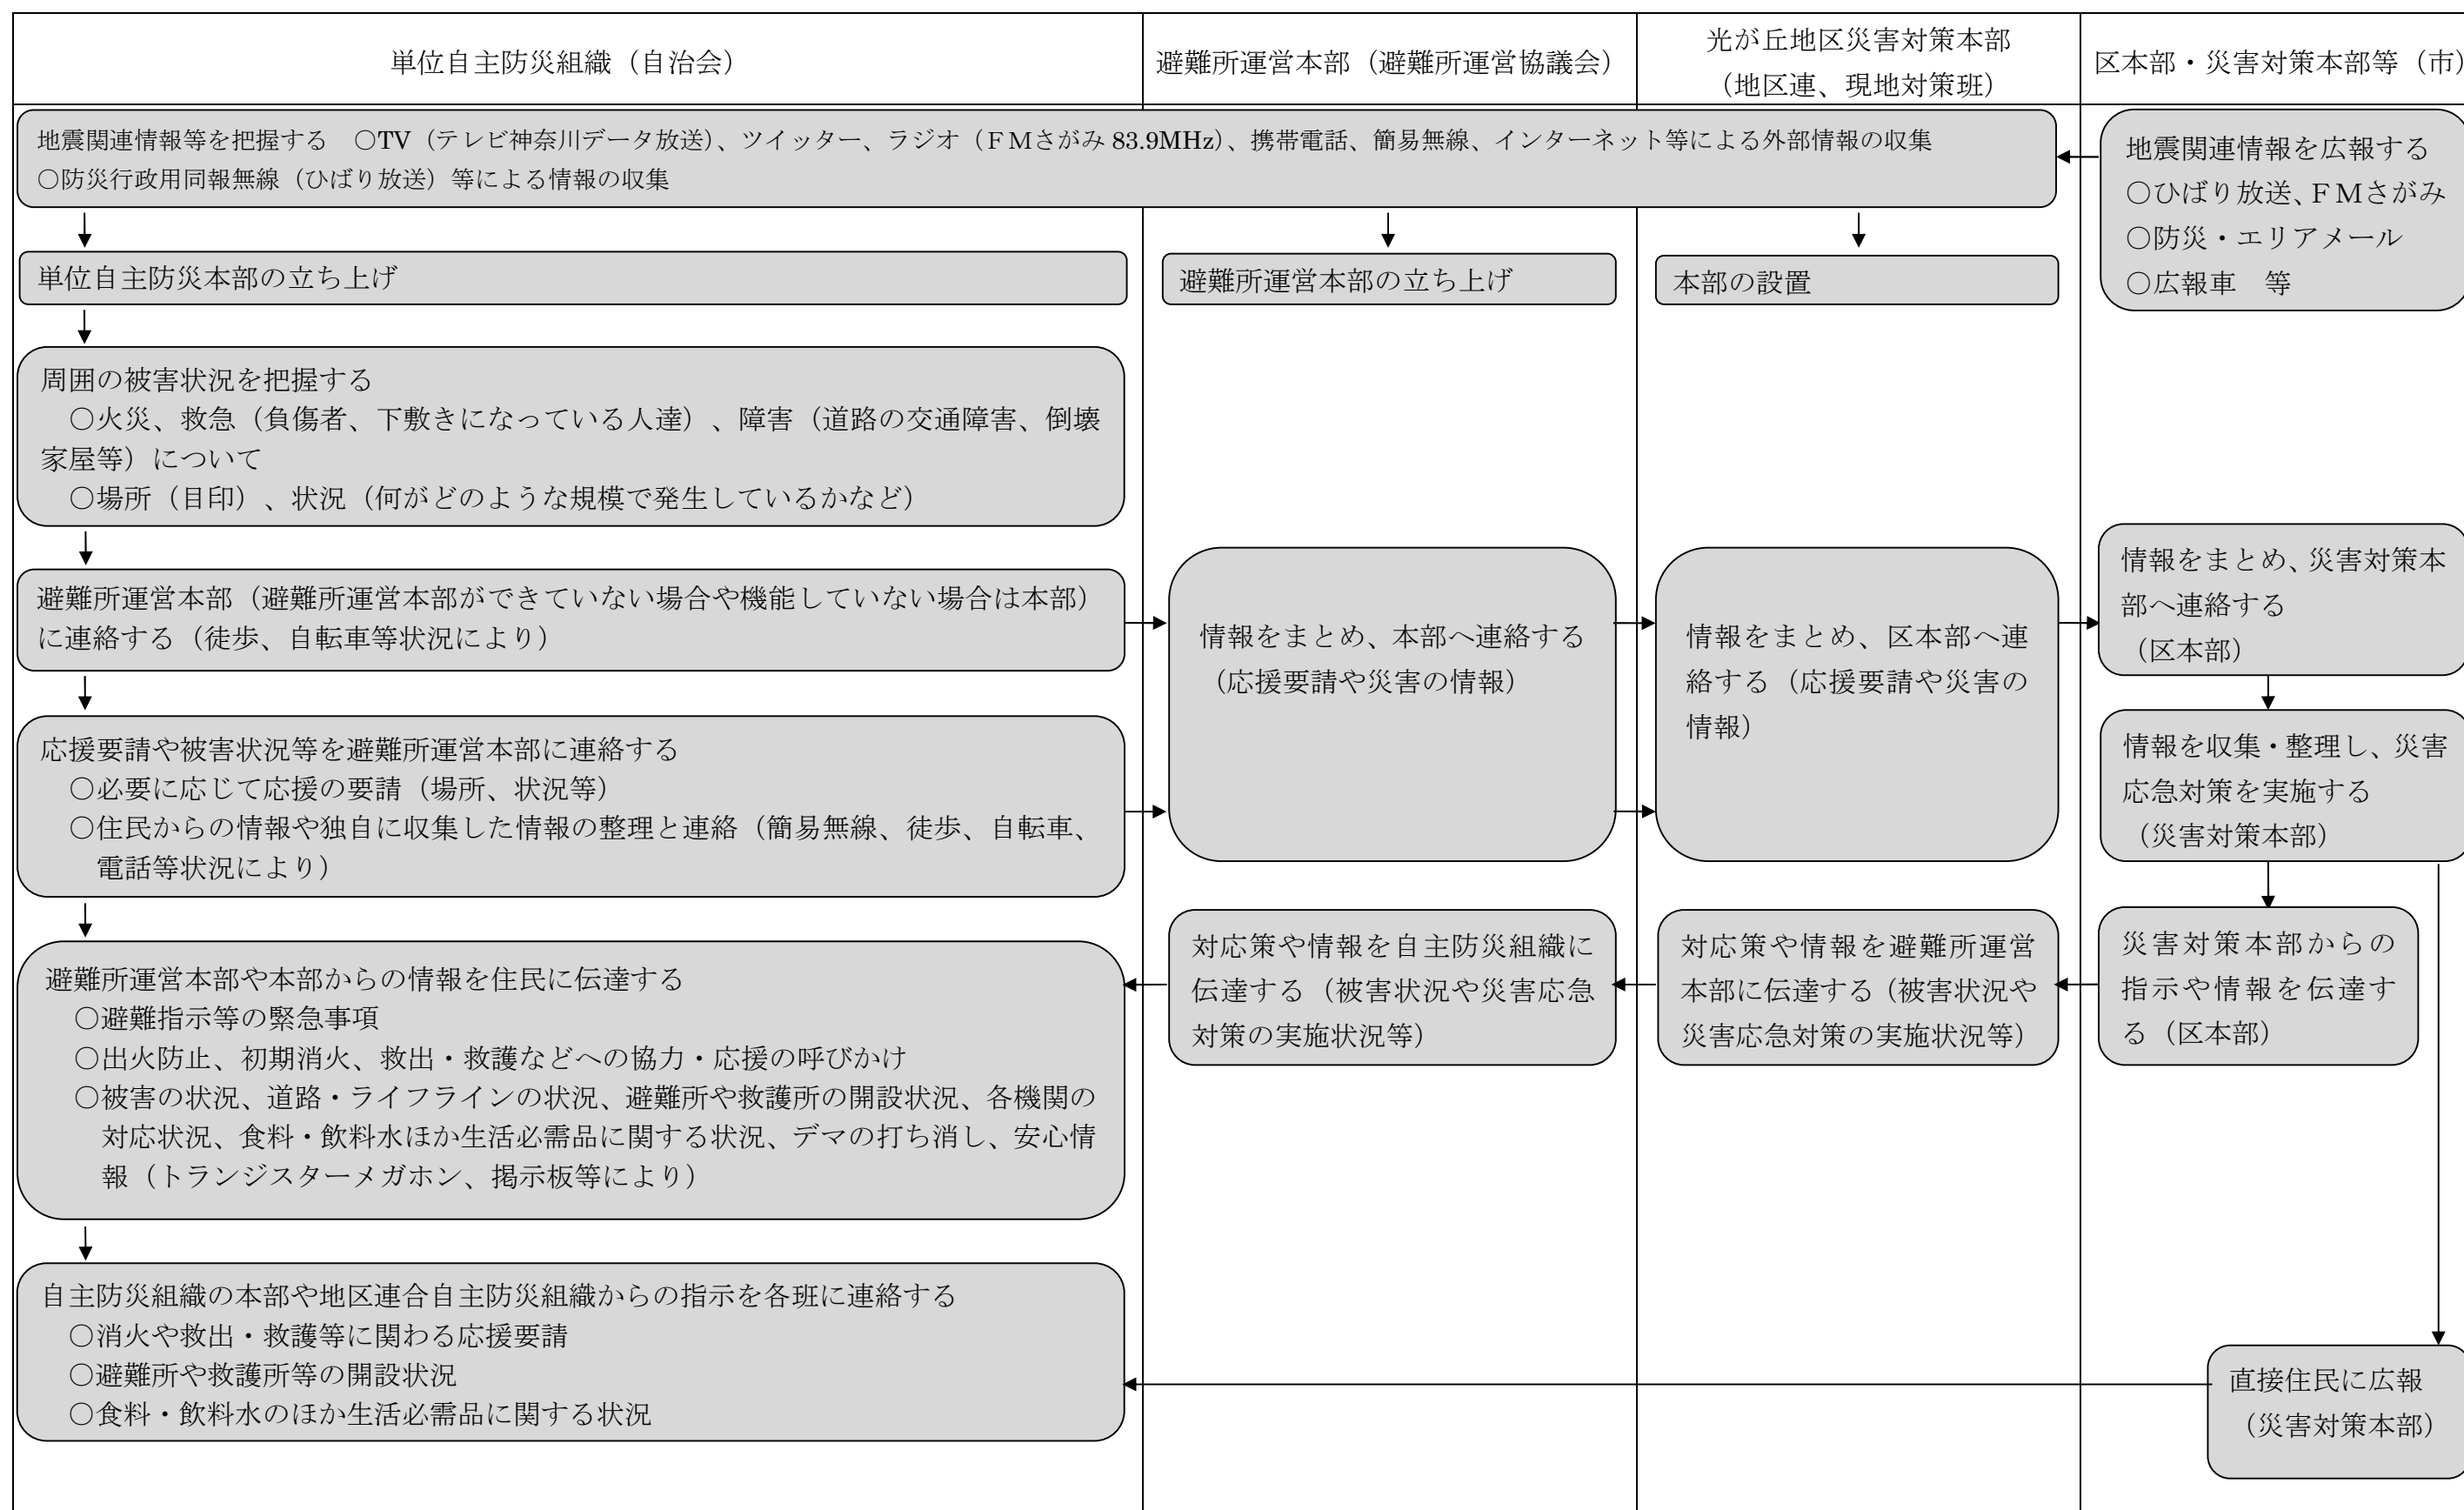 単位自主防災組織（自治会）
避難所運営本部（避難所運営協議会）
光が丘地区災害対策本部
（地区連、現地対策班）
区本部・災害対策本部等（市）
地震関連情報等を把握する　○TV（テレビ神奈川データ放送）、ツイッター、ラジオ（ＦＭさがみ 83.9MHz）、携帯電話、簡易無線、インターネット等による外部情報の収集
○防災行政用同報無線（ひばり放送）等による情報の収集
地震関連情報を広報する
○ひばり放送、ＦＭさがみ
○防災・エリアメール
○広報車　等
単位自主防災本部の立ち上げ
避難所運営本部の立ち上げ
本部の設置
周囲の被害状況を把握する
○火災、救急（負傷者、下敷きになっている人達）、障害（道路の交通障害、倒壊
家屋等）について
○場所（目印）、状況（何がどのような規模で発生しているかなど）
避難所運営本部（避難所運営本部ができていない場合や機能していない場合は本部）
に連絡する（徒歩、自転車等状況により）
情報をまとめ、本部へ連絡する
（応援要請や災害の情報）
情報をまとめ、区本部へ連
絡する（応援要請や災害の
情報）
情報をまとめ、災害対策本
部へ連絡する
（区本部）
応援要請や被害状況等を避難所運営本部に連絡する
○必要に応じて応援の要請（場所、状況等）
○住民からの情報や独自に収集した情報の整理と連絡（簡易無線、徒歩、自転車、
電話等状況により）
情報を収集・整理し、災害
応急対策を実施する
（災害対策本部）
避難所運営本部や本部からの情報を住民に伝達する
○避難指示等の緊急事項
○出火防止、初期消火、救出・救護などへの協力・応援の呼びかけ
○被害の状況、道路・ライフラインの状況、避難所や救護所の開設状況、各機関の
対応状況、食料・飲料水ほか生活必需品に関する状況、デマの打ち消し、安心情
報（トランジスターメガホン、掲示板等により）
対応策や情報を自主防災組織に
伝達する（被害状況や災害応急
対策の実施状況等）
対応策や情報を避難所運営
本部に伝達する（被害状況や
災害応急対策の実施状況等）
災害対策本部からの
指示や情報を伝達す
る（区本部）
自主防災組織の本部や地区連合自主防災組織からの指示を各班に連絡する
○消火や救出・救護等に関わる応援要請
○避難所や救護所等の開設状況
○食料・飲料水のほか生活必需品に関する状況
直接住民に広報
（災害対策本部）